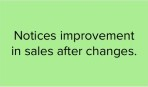 Notices improvement
in sales after changes.